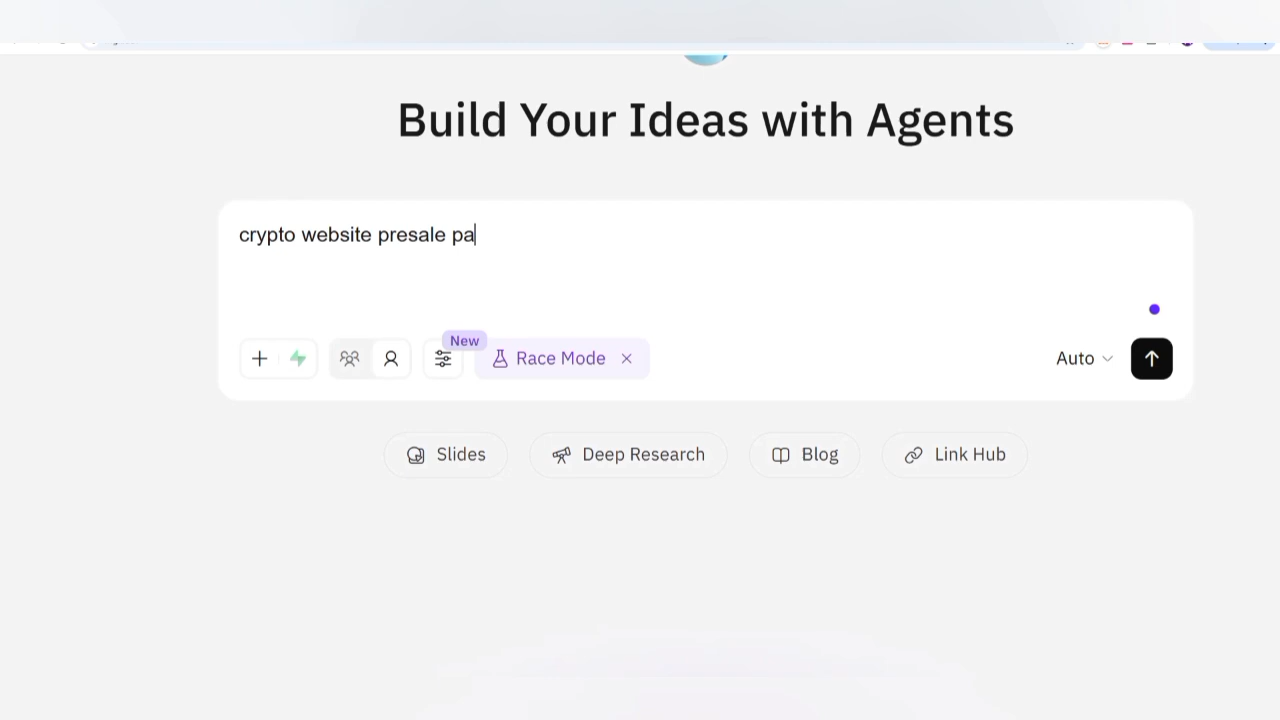 Build Your Ideas with Agents
crypto website presale pa
New
Race Mode
Auto
Slides
Deep Research
Blog
Link Hub